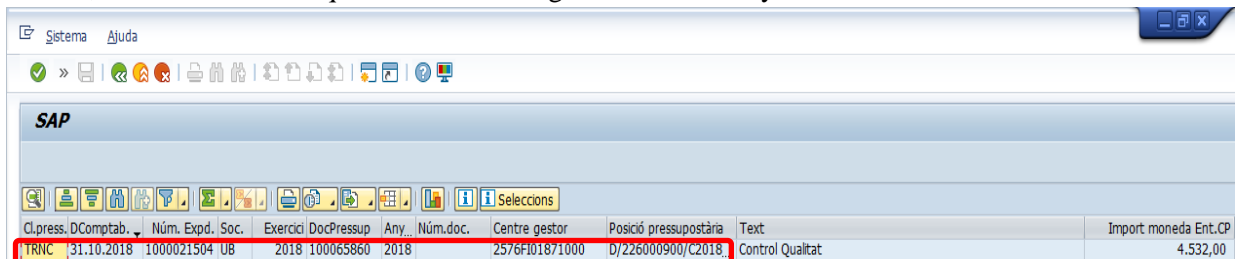 Sistema Ajuda
SAP
Seleccions
Cl.press. DComptab. Núm. Expd. Soc. Exercici DocPressup Any... Núm.doc. Centre gestor Posició pressupostària Text Import moneda Ent.CP
TRNC 31.10.2018 1000021504 UB 2018 100065860 2018 2576FI01871000 D/226000900/C2018... Control Qualitat 4.532,00